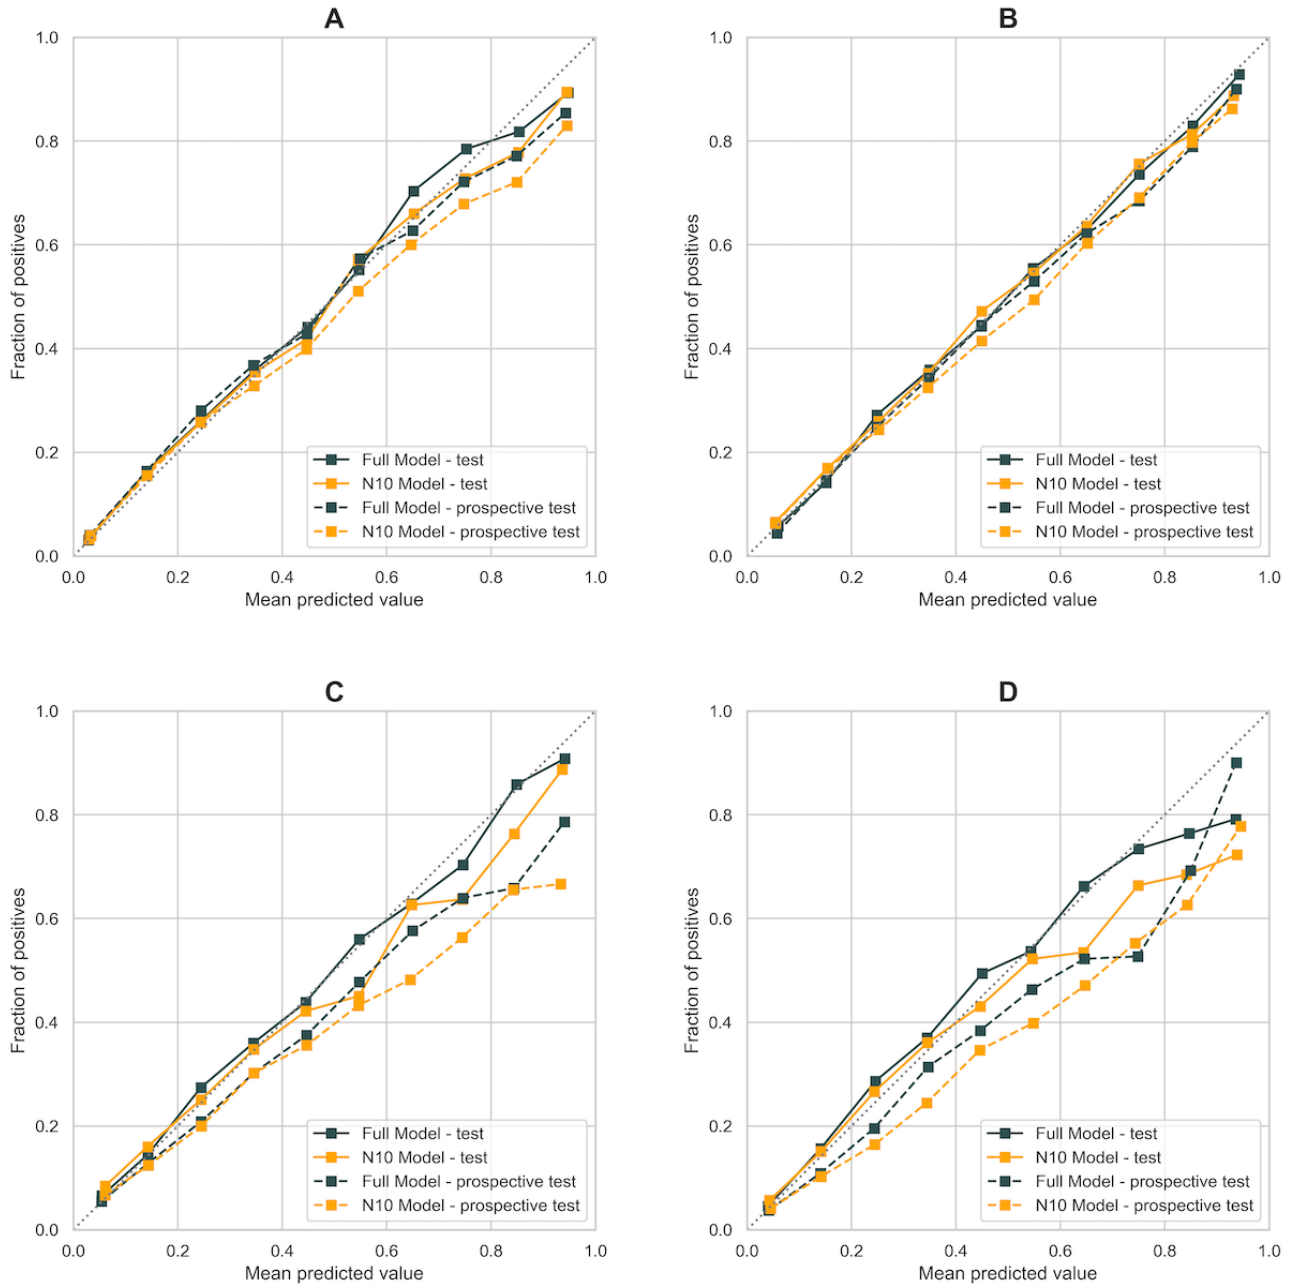 A
1.0
0.8
0.6
0.4
0.2
0.0
Fraction of positives
Full Model - test
N10 Model - test
Full Model - prospective test
N10 Model - prospective test
0.0 0.2 0.4 0.6 0.8 1.0
Mean predicted value
B
1.0
0.8
0.6
0.4
0.2
0.0
Fraction of positives
Full Model - test
N10 Model - test
Full Model - prospective test
N10 Model - prospective test
0.0 0.2 0.4 0.6 0.8 1.0
Mean predicted value
C
1.0
0.8
0.6
0.4
0.2
0.0
Fraction of positives
Full Model - test
N10 Model - test
Full Model - prospective test
N10 Model - prospective test
0.0 0.2 0.4 0.6 0.8 1.0
Mean predicted value
D
1.0
0.8
0.6
0.4
0.2
0.0
Fraction of positives
Full Model - test
N10 Model - test
Full Model - prospective test
N10 Model - prospective test
0.0 0.2 0.4 0.6 0.8 1.0
Mean predicted value